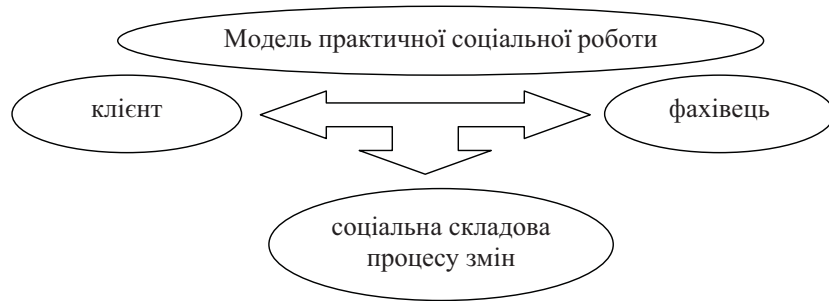 Модель практичної соціальної роботи
клієнт
фахівець
соціальна складова
процесу змін